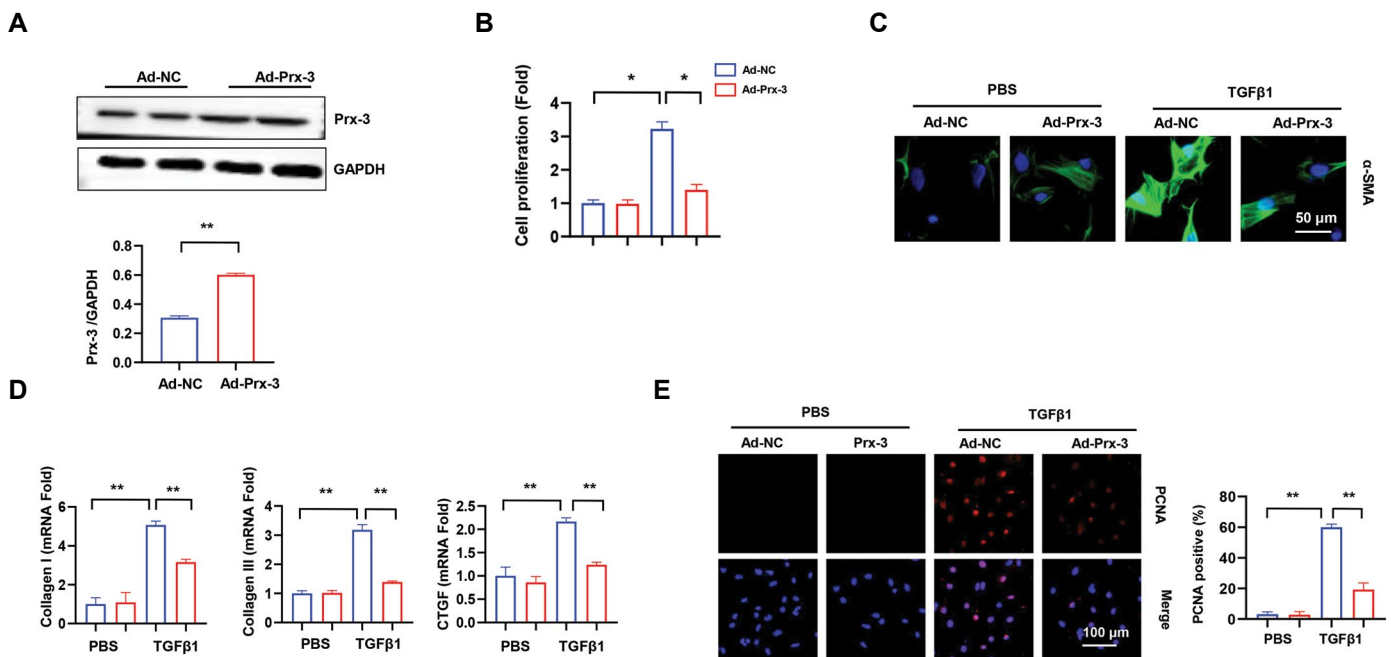 A
Ad-NC Ad-Prx-3
Prx-3
GAPDH
**
Prx-3 /GAPDH
0.8
0.6
0.4
0.2
0.0
Ad-NC Ad-Prx-3
B
Ad-NC
Ad-Prx-3
* *
Cell proliferation (Fold)
4
3
2
1
0
C
PBS TGFβ1
Ad-NC Ad-Prx-3 Ad-NC Ad-Prx-3
α-SMA
50 μm
D
Collagen I (mRNA Fold)
** **
6
4
2
0
PBS TGFβ1
Collagen III (mRNA Fold)
** **
4
3
2
1
0
PBS TGFβ1
CTGF (mRNA Fold)
** **
2.5
2.0
1.5
1.0
0.5
0.0
PBS TGFβ1
E
PBS TGFβ1
Ad-NC Prx-3 Ad-NC Ad-Prx-3
PCNA
Merge
100 μm
PCNA positive (%)
** **
80
60
40
20
0
PBS TGFβ1